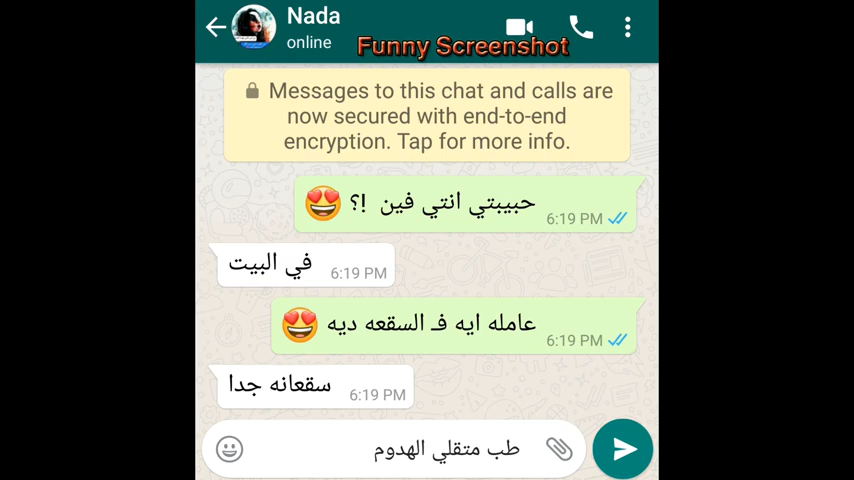 Nada
online
Funny Screenshot
Messages to this chat and calls are
now secured with end-to-end
encryption. Tap for more info.
حبيبتي انتي فين !؟ 😍
6:19 PM
في البيت
6:19 PM
عامله ايه فـ السقعه ديه 😍
6:19 PM
سقعانه جدا
6:19 PM
طب متقلي الهدوم